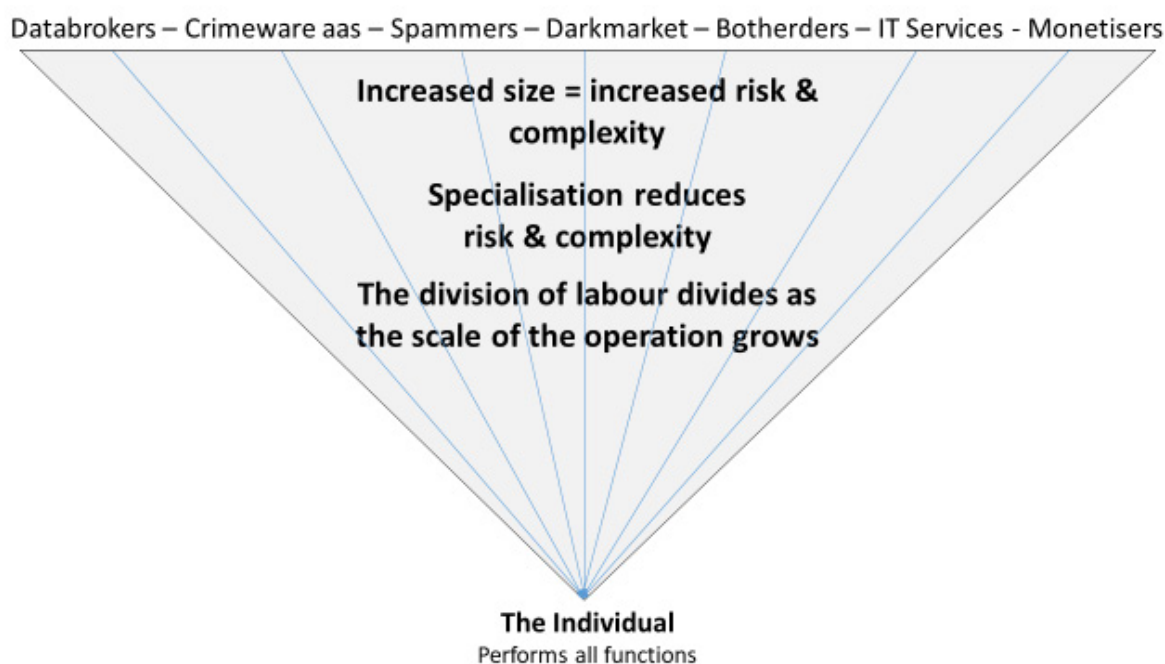 Databrokers – Crimeware aas – Spammers – Darkmarket – Botherders – IT Services - Monetisers
Increased size = increased risk &
complexity
Specialisation reduces
risk & complexity
The division of labour divides as
the scale of the operation grows
The Individual
Performs all functions